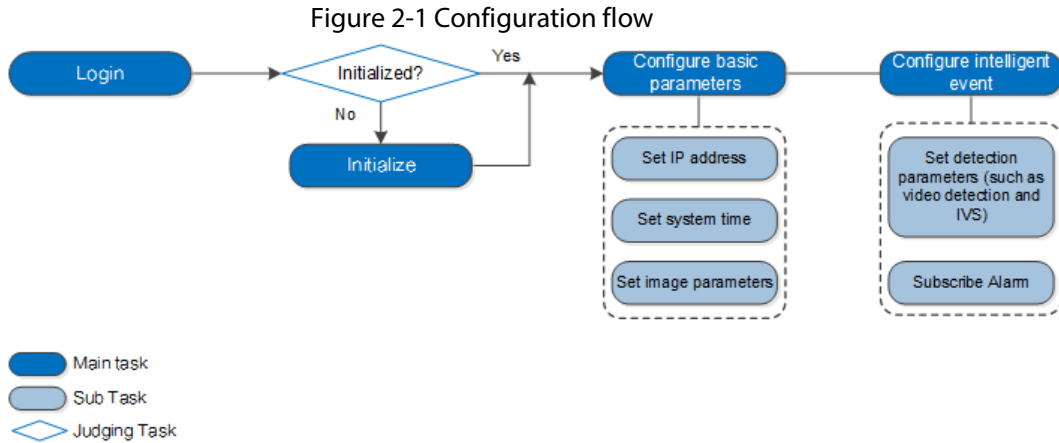 Figure 2-1 Configuration flow
Login
Initialized?
Yes
No
Initialize
Configure basic
parameters
Set IP address
Set system time
Set image parameters
Configure intelligent
event
Set detection
parameters (such as
video detection and
IVS)
Subscribe Alarm
Main task
Sub Task
Judging Task